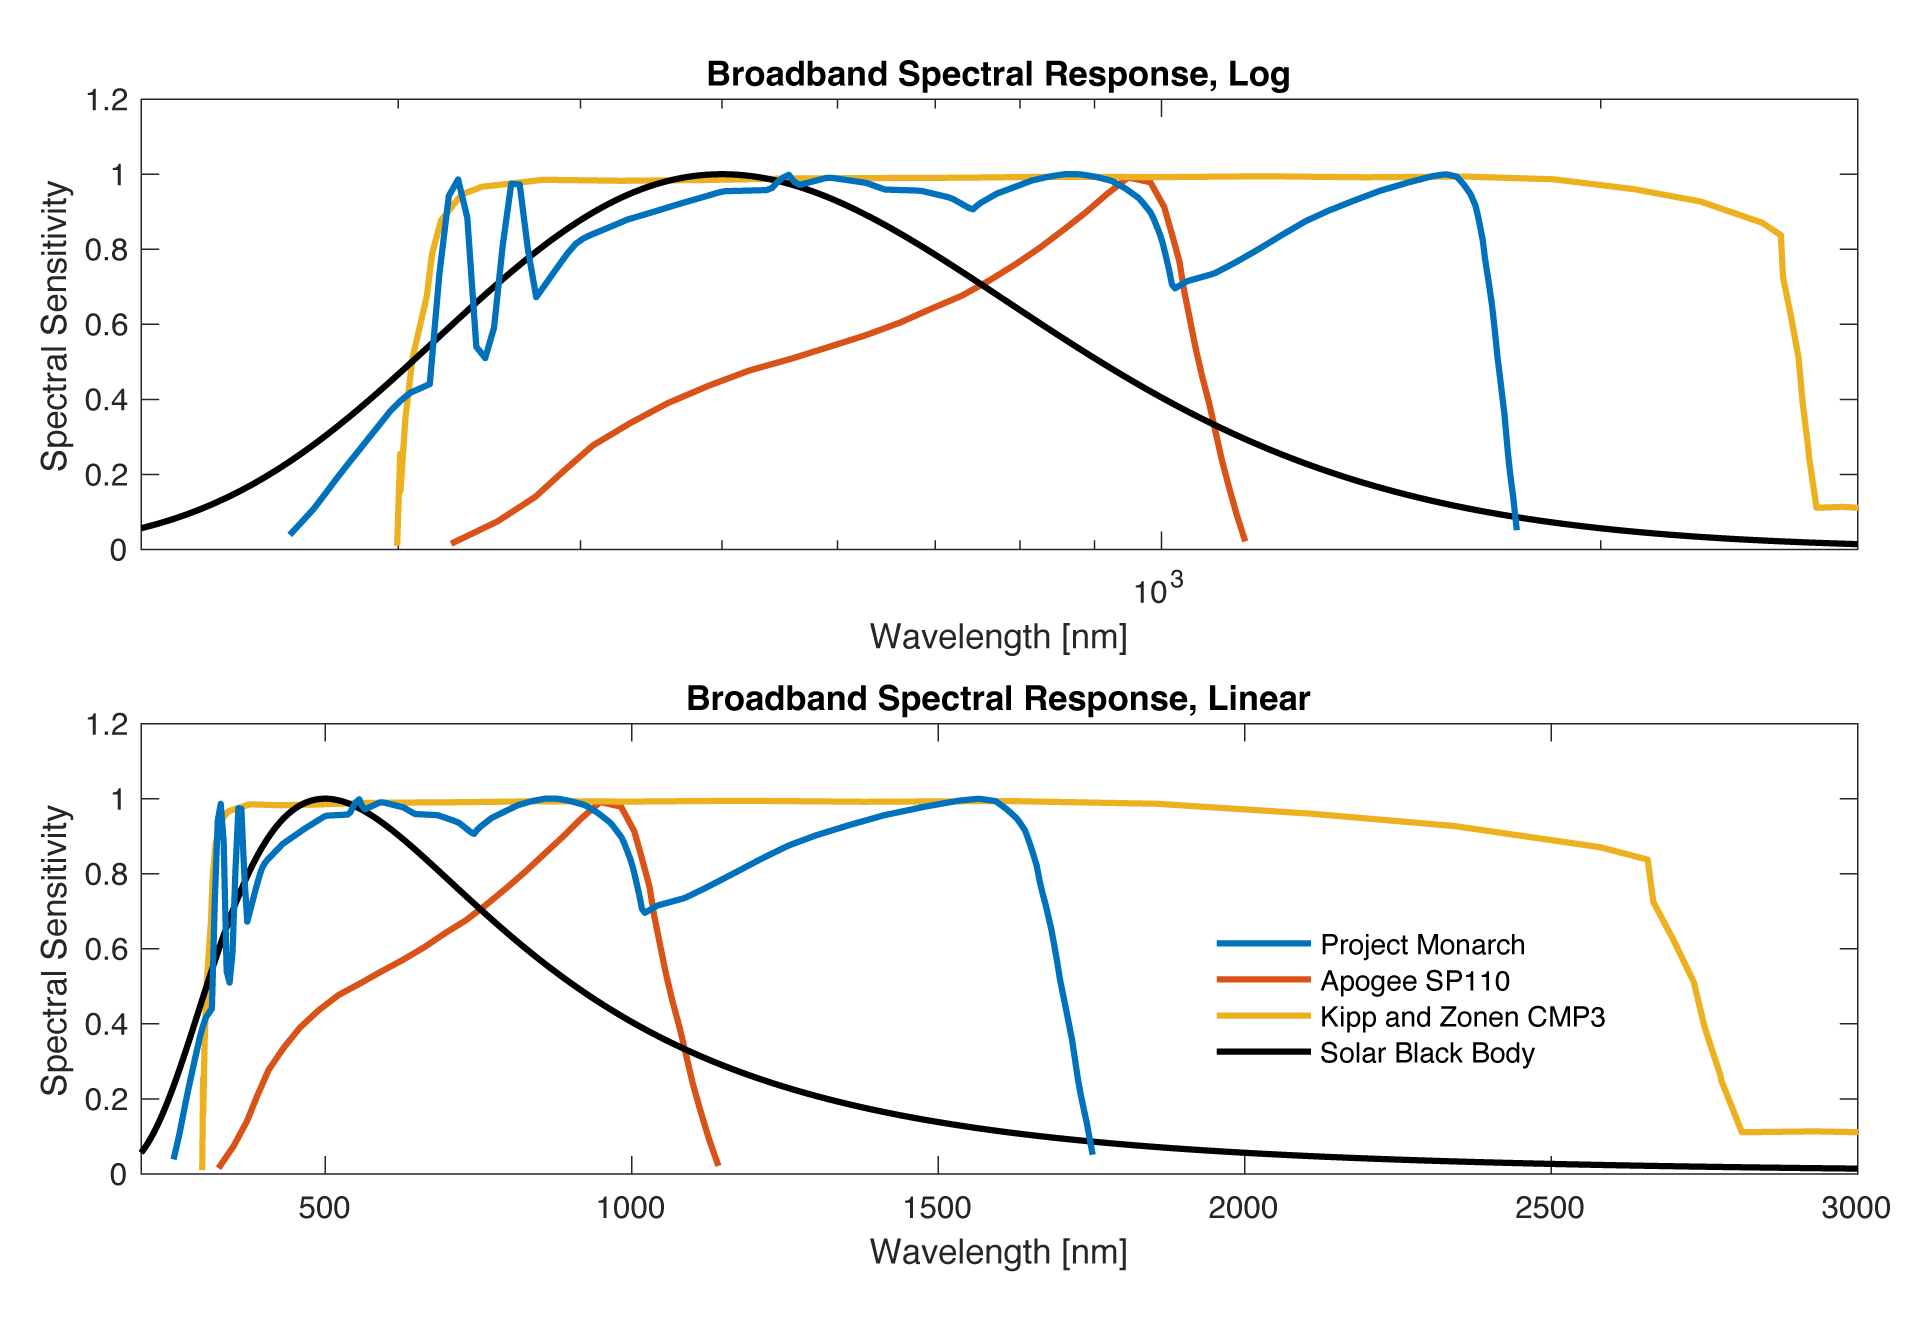 Broadband Spectral Response, Log
1.2
1
0.8
0.6
0.4
0.2
0
Spectral Sensitivity
10^3
Wavelength [nm]
Broadband Spectral Response, Linear
1.2
1
0.8
0.6
0.4
0.2
0
Spectral Sensitivity
Project Monarch
Apogee SP110
Kipp and Zonen CMP3
Solar Black Body
500 1000 1500 2000 2500 3000
Wavelength [nm]